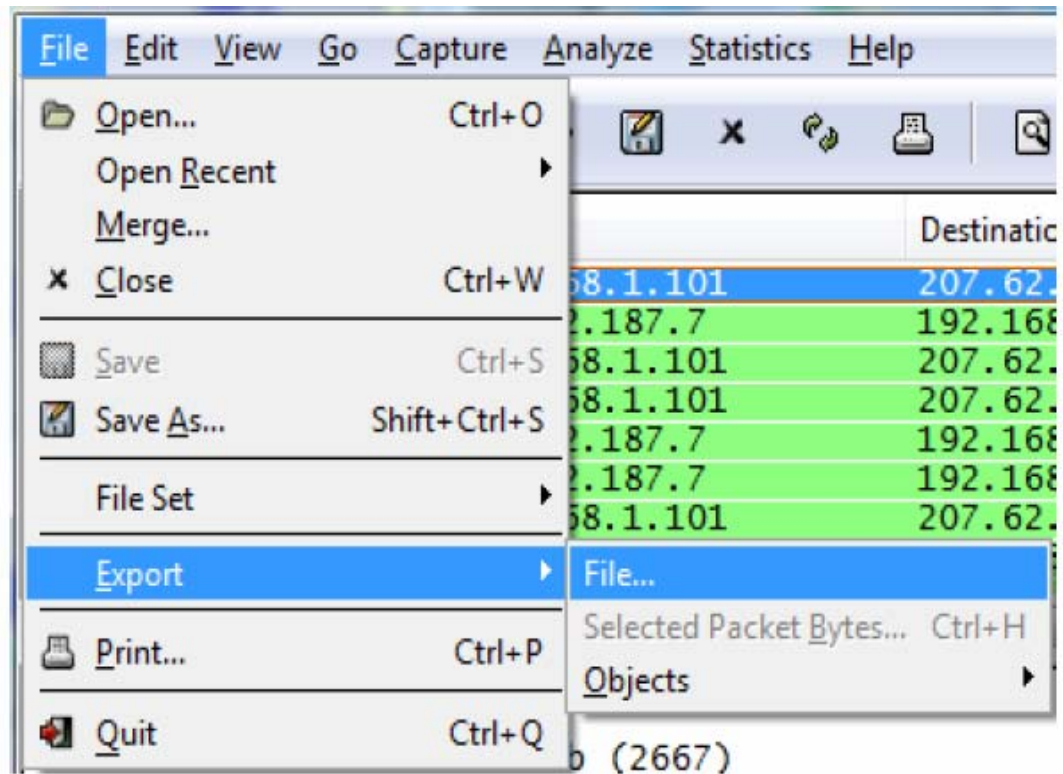 File Edit View Go Capture Analyze Statistics Help
Open... Ctrl+O
Open Recent
Merge...
Close Ctrl+W
Save Ctrl+S
Save As... Shift+Ctrl+S
File Set
Export
Print... Ctrl+P
Quit Ctrl+Q
File...
Selected Packet Bytes... Ctrl+H
Objects
Destinatio
58.1.101 207.62.
2.187.7 192.168
58.1.101 207.62.
58.1.101 207.62.
2.187.7 192.168
2.187.7 192.168
58.1.101 207.62.
(2667)